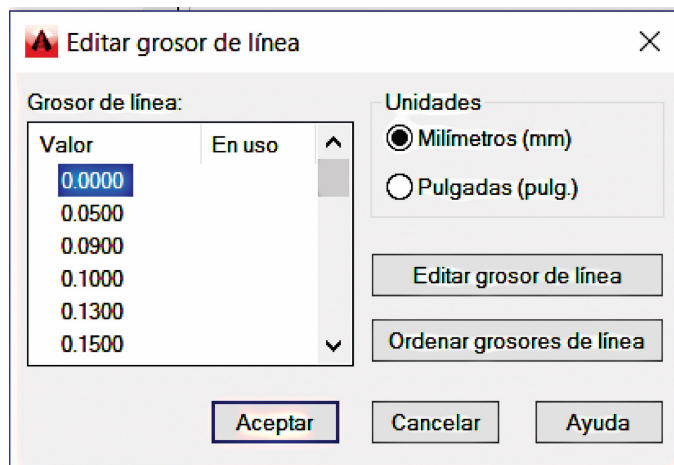 Editar grosor de línea
Grosor de línea:
Valor En uso
0.0000
0.0500
0.0900
0.1000
0.1300
0.1500
Unidades
Milímetros (mm)
Pulgadas (pulg.)
Editar grosor de línea
Ordenar grosores de línea
Aceptar Cancelar Ayuda